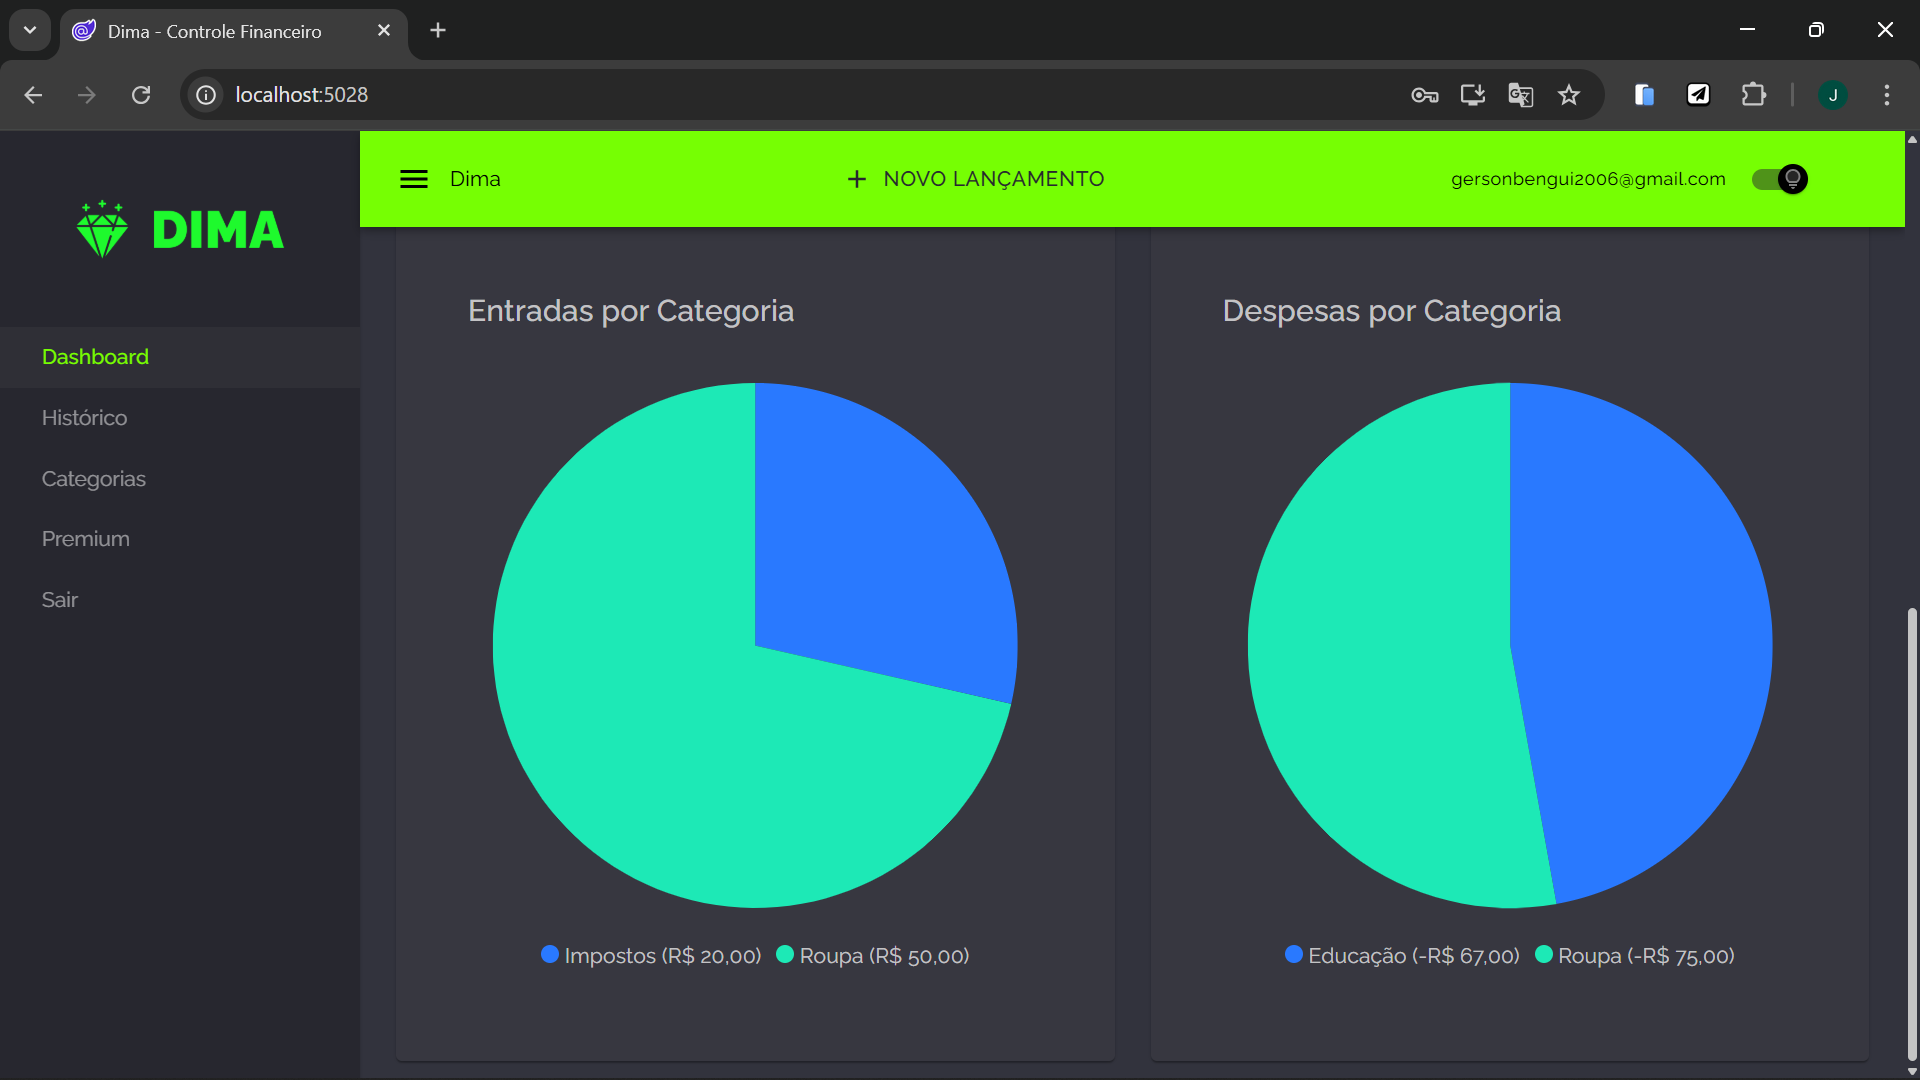 Dima - Controle Financeiro
localhost:5028
J
DIMA
Dima
NOVO LANÇAMENTO
gersonbengui2006@gmail.com
Dashboard
Histórico
Categorias
Premium
Sair
Entradas por Categoria
Impostos (R$ 20,00) Roupa (R$ 50,00)
Despesas por Categoria
Educação (-R$ 67,00) Roupa (-R$ 75,00)